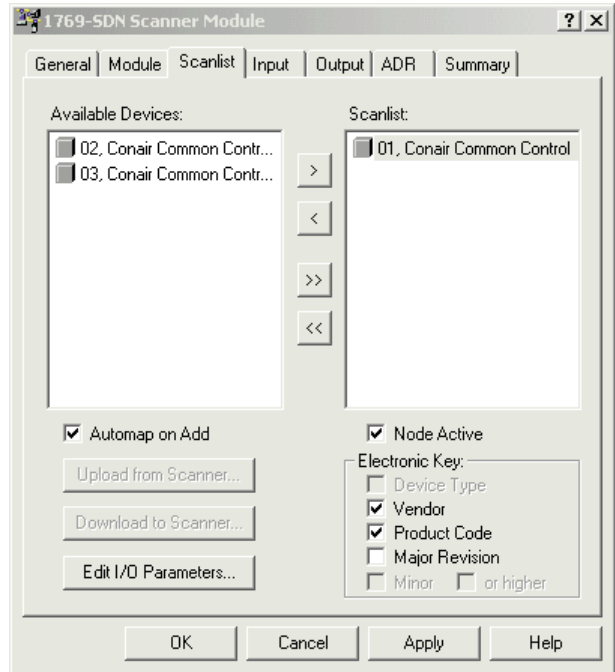 1769-SDN Scanner Module
? ×
General Module Scanlist Input Output ADR Summary
Available Devices:
02, Conair Common Contr...
03, Conair Common Contr...
>
<
>>
<<
Scanlist:
01, Conair Common Control
Automap on Add
Upload from Scanner...
Download to Scanner...
Edit I/O Parameters...
Node Active
Electronic Key:
Device Type
Vendor
Product Code
Major Revision
Minor or higher
OK Cancel Apply Help